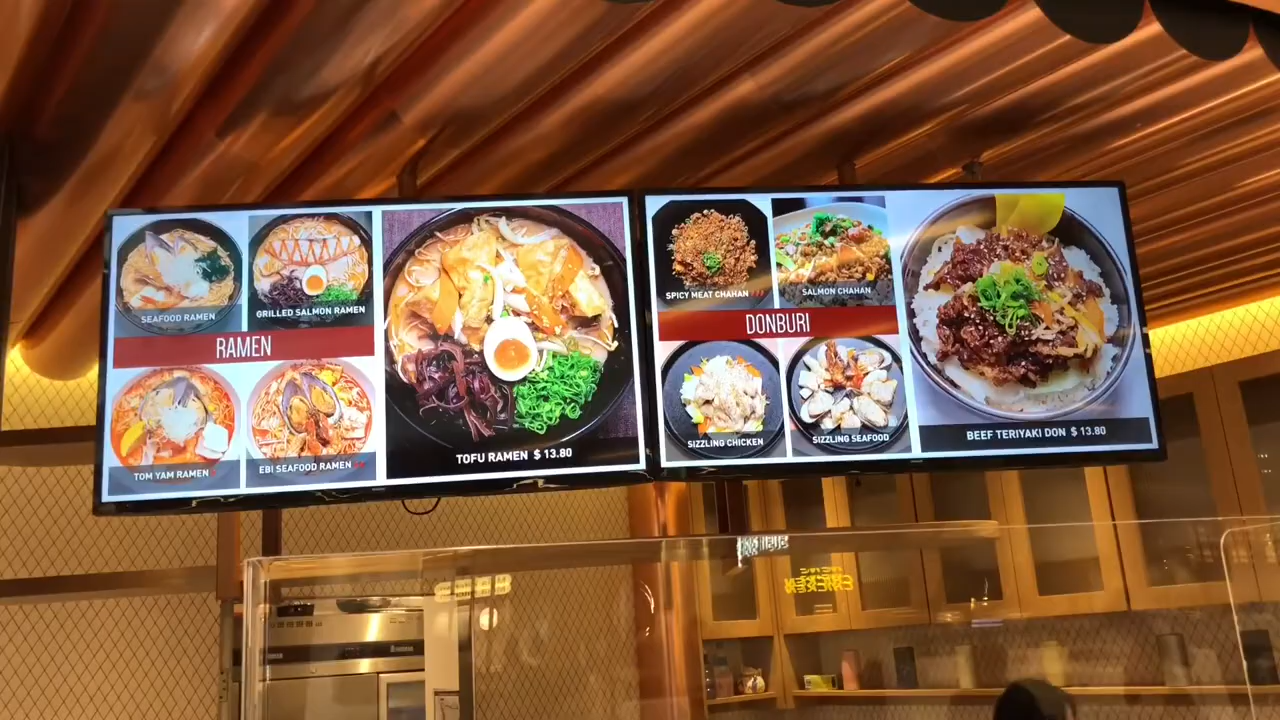 SEAFOOD RAMEN
GRILLED SALMON RAMEN
RAMEN
TOM YAM RAMEN
EBI SEAFOOD RAMEN
TOFU RAMEN $ 13.80
SPICY MEAT CHAHAN
SALMON CHAHAN
DONBURI
SIZZLING CHICKEN
SIZZLING SEAFOOD
BEEF TERIYAKI DON $ 13.80